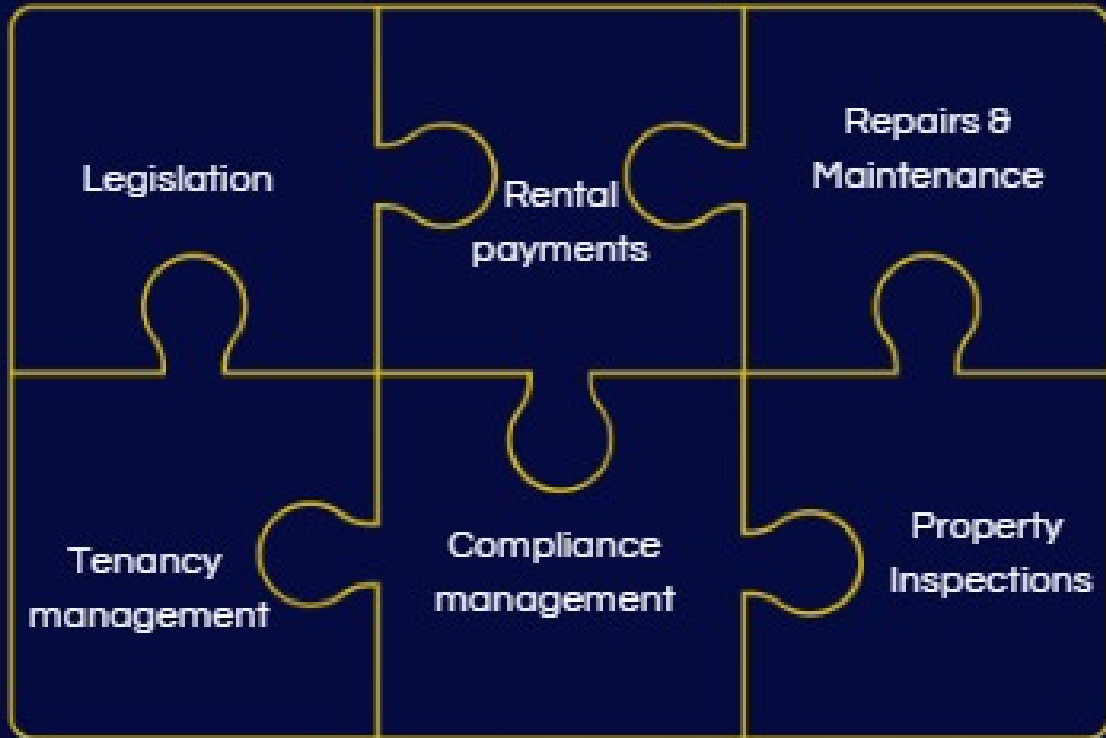 Legislation
Rental
payments
Repairs &
Maintenance
Tenancy
management
Compliance
management
Property
Inspections